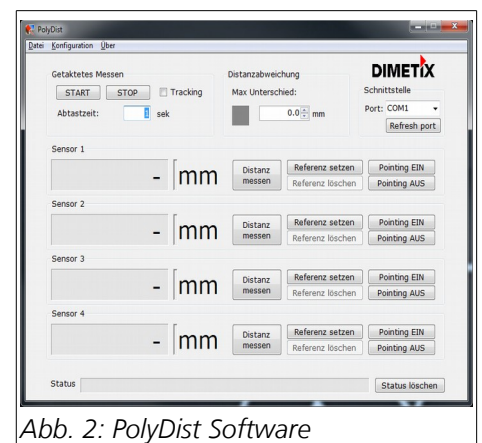 PolyDist
Datei Konfiguration Über
DIMETIX
Getaktetes Messen
START STOP Tracking
Abtastzeit: 1 sek
Distanzabweichung
Max Unterschied:
0.0 mm
Schnittstelle
Port: COM1
Refresh port
Sensor 1
- mm
Distanz messen
Referenz setzen
Referenz löschen
Pointing EIN
Pointing AUS
Sensor 2
- mm
Distanz messen
Referenz setzen
Referenz löschen
Pointing EIN
Pointing AUS
Sensor 3
- mm
Distanz messen
Referenz setzen
Referenz löschen
Pointing EIN
Pointing AUS
Sensor 4
- mm
Distanz messen
Referenz setzen
Referenz löschen
Pointing EIN
Pointing AUS
Status
Status löschen
Abb. 2: PolyDist Software